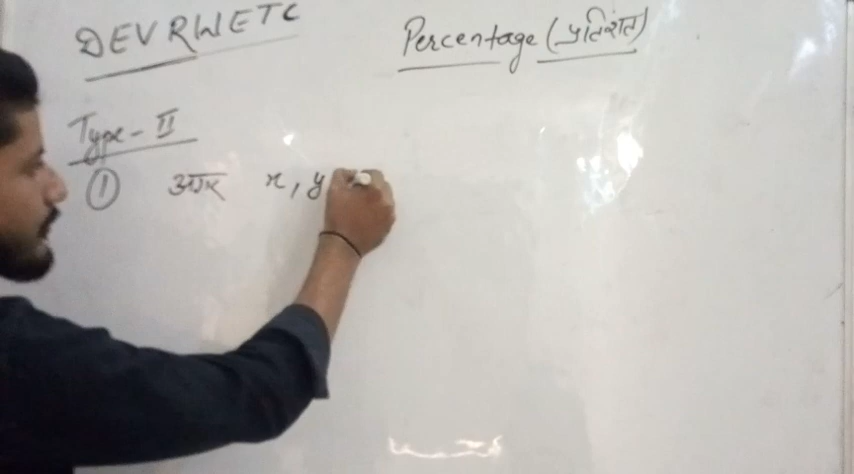 DEVRWETC
Percentage (प्रतिशत)
Type - II
① अगर x, y